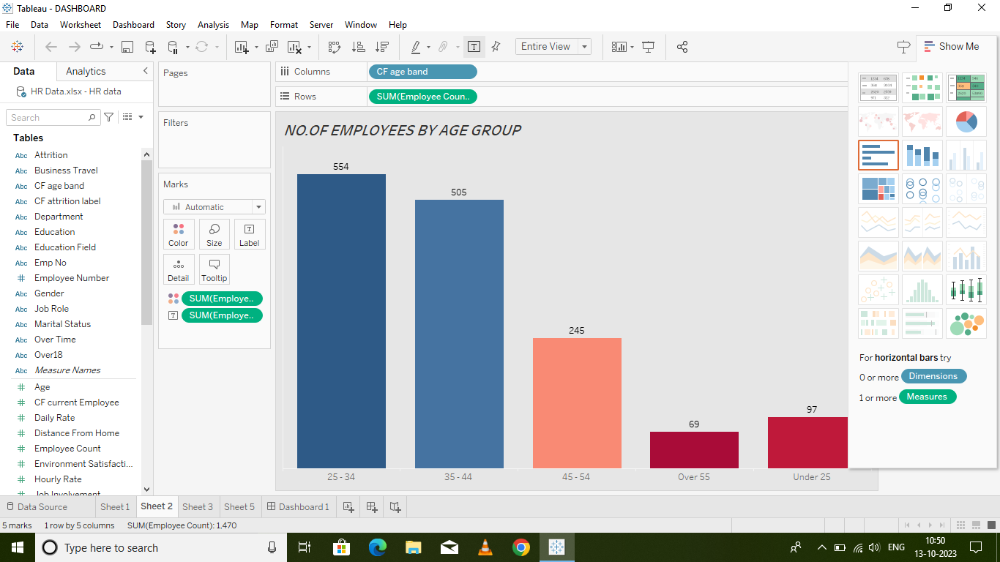 Tableau - DASHBOARD
File Data Worksheet Dashboard Story Analysis Map Format Server Window Help
Entire View
Show Me
Data Analytics
HR Data.xlsx - HR data
Search
Tables
Abc Attrition
Abc Business Travel
Abc CF age band
Abc CF attrition label
Abc Department
Abc Education
Abc Education Field
Abc Emp No
Employee Number
Abc Gender
Abc Job Role
Abc Marital Status
Abc Over Time
Abc Over18
Abc Measure Names
Age
CF current Employee
Daily Rate
Distance From Home
Employee Count
Environment Satisfacti...
Hourly Rate
Job Involvement
Pages
Filters
Marks
Automatic
Color Size Label
Detail Tooltip
SUM(Employe..
SUM(Employe..
Columns CF age band
Rows SUM(Employee Coun..
NO.OF EMPLOYEES BY AGE GROUP
554
505
245
69
97
25 - 34 35 - 44 45 - 54 Over 55 Under 25
For horizontal bars try
0 or more Dimensions
1 or more Measures
Data Source Sheet 1 Sheet 2 Sheet 3 Sheet 5 Dashboard 1
5 marks 1 row by 5 columns SUM(Employee Count): 1,470
Type here to search
ENG
10:50
13-10-2023